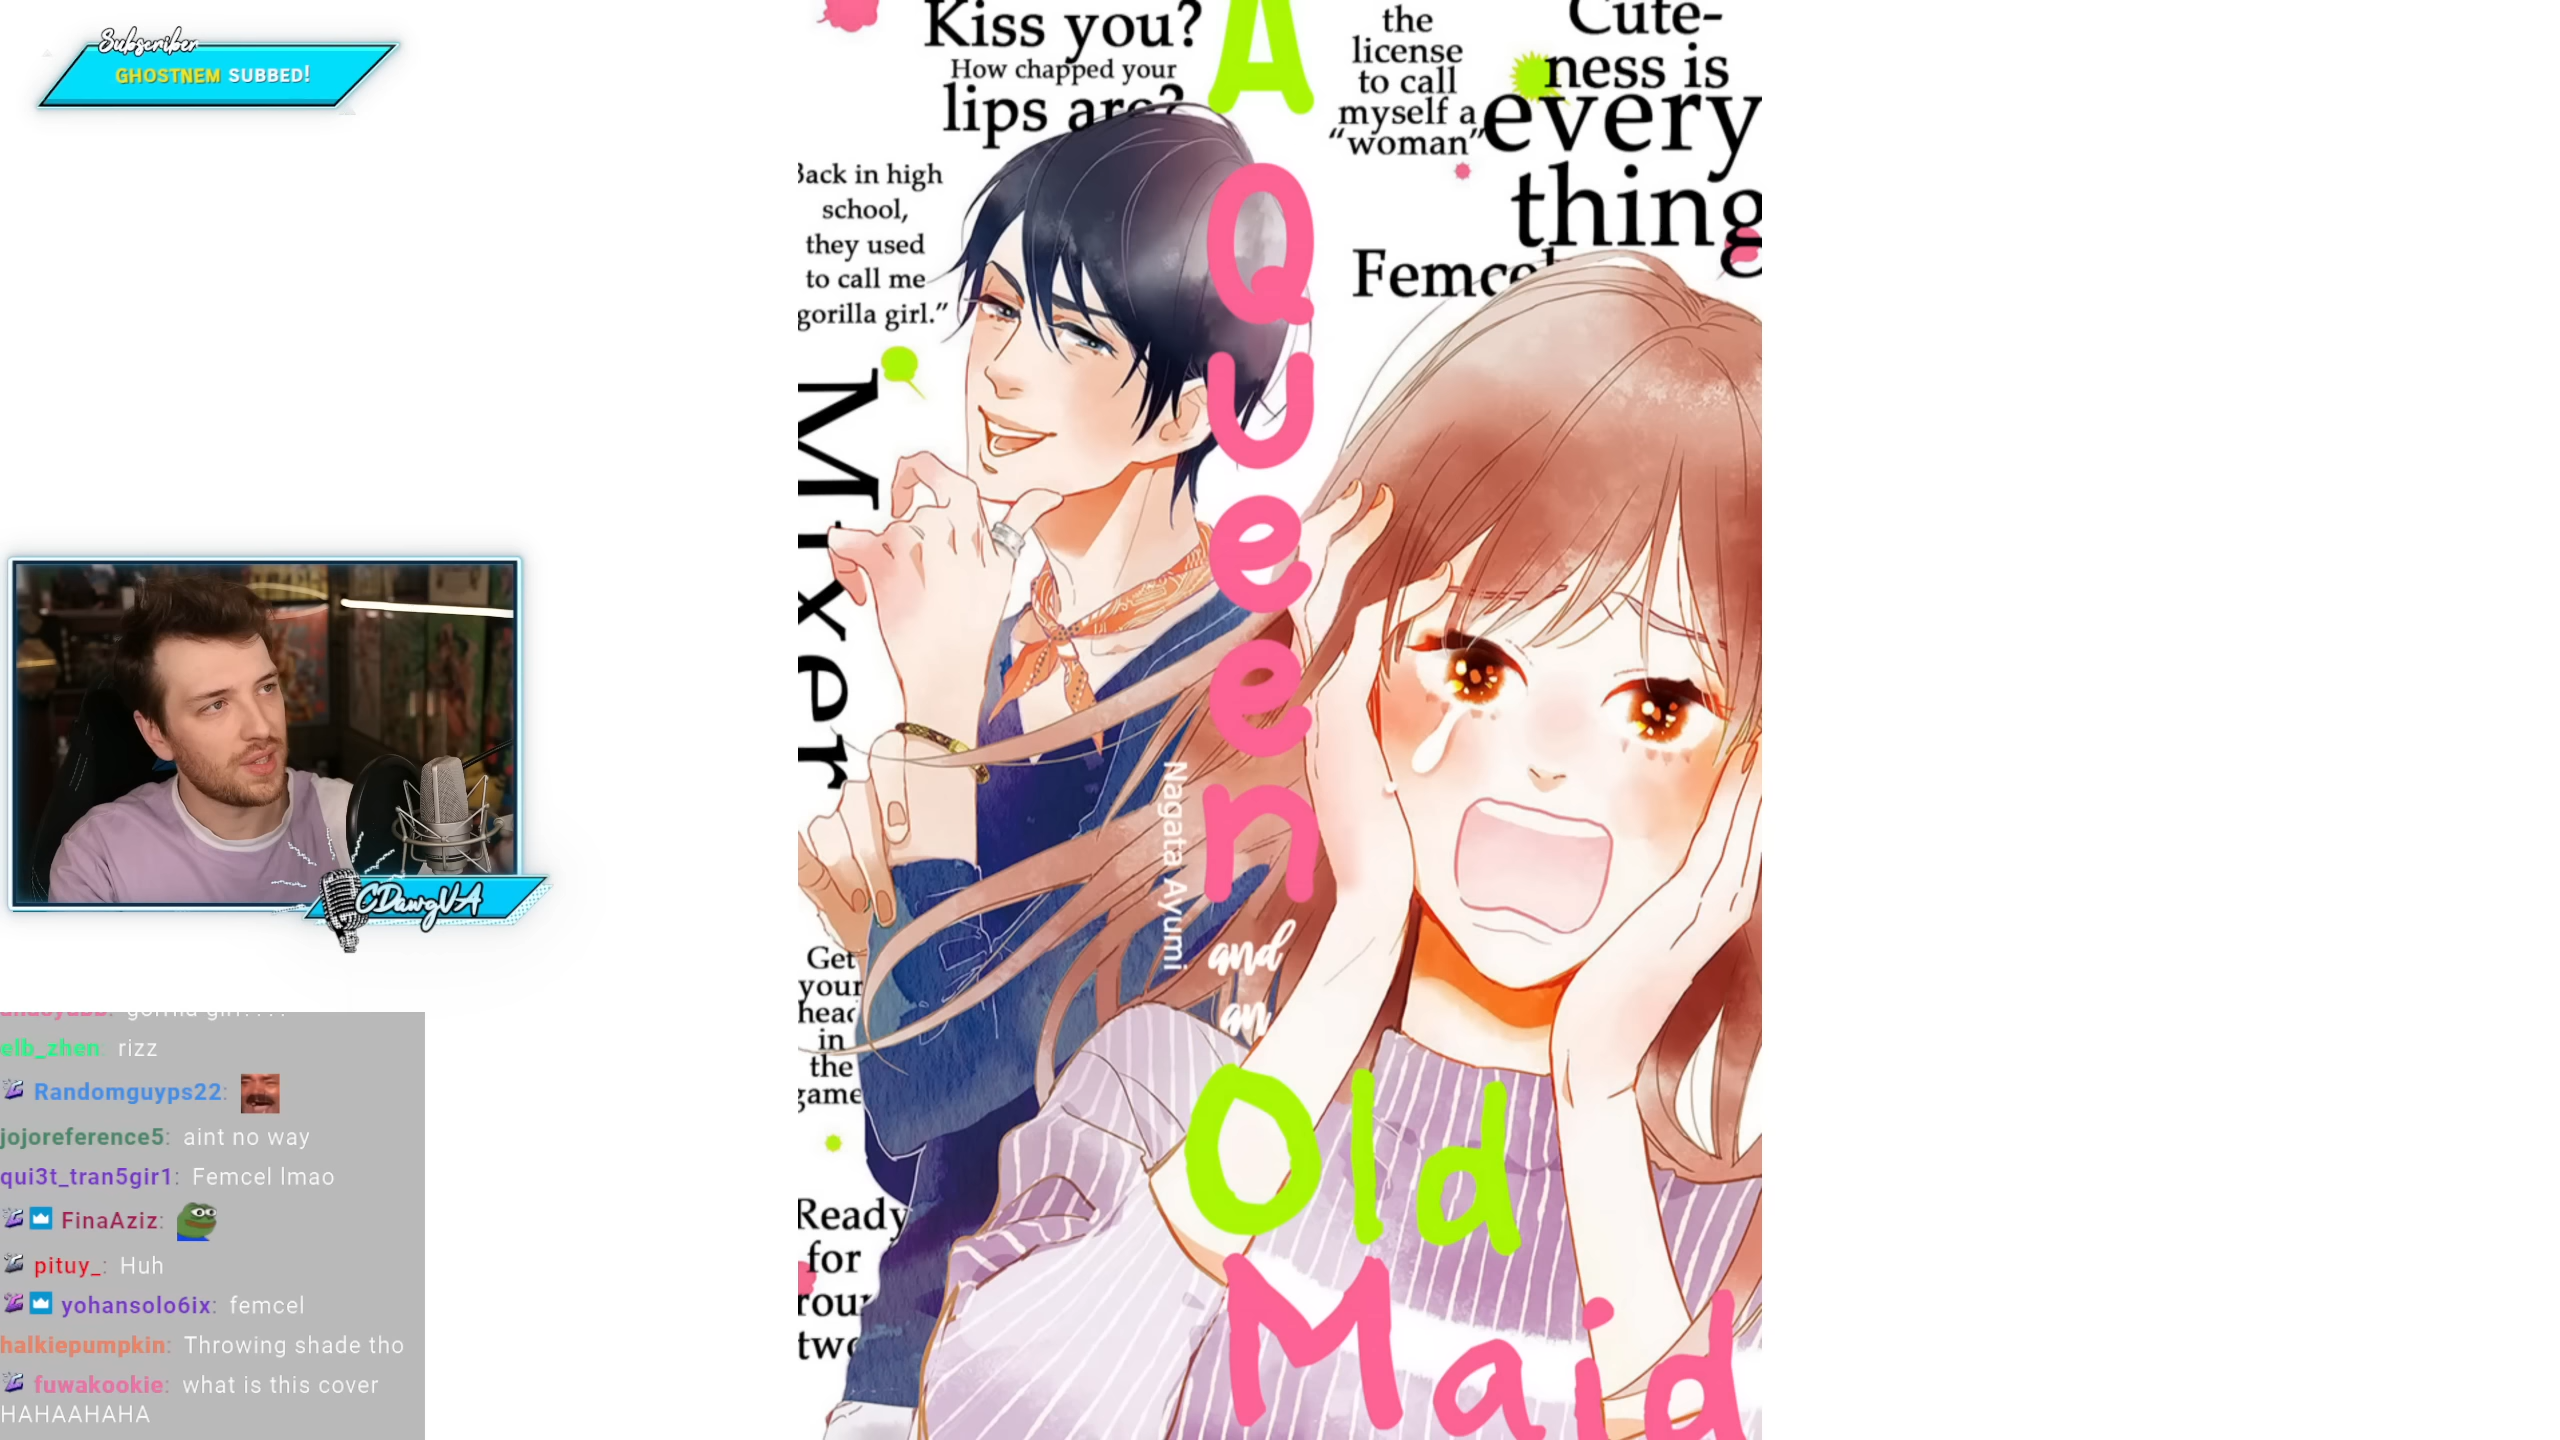 Subscriber
GHOSTNEM SUBBED!
CDawgVA
gorilla girl. . . .
elb_zhen: rizz
Randomguyps22:
jojoreference5: aint no way
qui3t_tran5gir1: Femcel lmao
FinaAziz:
pituy_: Huh
yohansolo6ix: femcel
halkiepumpkin: Throwing shade tho
fuwakookie: what is this cover
HAHAAHAHA
Kiss you?
How chapped your
lips are?
Back in high
school,
they used
to call me
gorilla girl.”
Mixer
Get
your
head
in
the
game
Ready
for
round
two
A
Queen
and
an
Old
Maid
Nagata Ayumi
the
license
to call
myself a
“woman”
Cute-
ness is
every
thing
Femcel